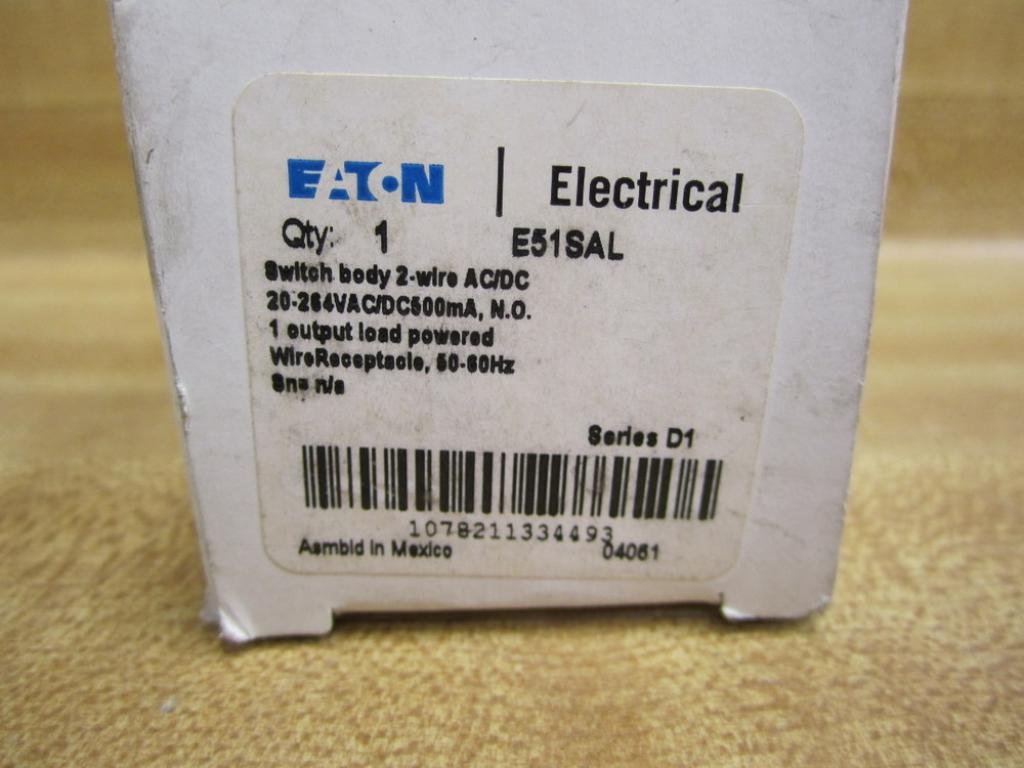 EATON | Electrical
Qty: 1 E51SAL
Switch body 2-wire AC/DC
20-264VAC/DC500mA, N.O.
1 output load powered
WireReceptacle, 50-60Hz
Sn= n/a
Series D1
1078211334493
Asmbld in Mexico 04061